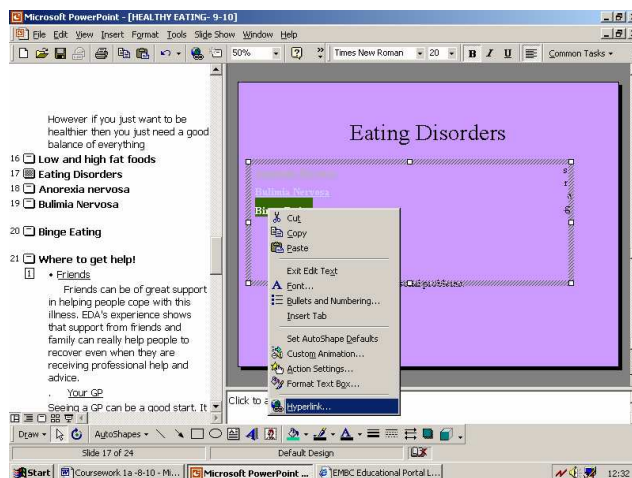 Microsoft PowerPoint - [HEALTHY EATING- 9-10]
File Edit View Insert Format Tools Slide Show Window Help
50% Times New Roman 20 B I U Common Tasks
However if you just want to be
healthier then you just need a good
balance of everything
16 Low and high fat foods
17 Eating Disorders
18 Anorexia nervosa
19 Bulimia Nervosa
20 Binge Eating
21 Where to get help!
1 • Friends
Friends can be of great support
in helping people cope with this
illness. EDA's experience shows
that support from friends and
family can really help people to
recover even when they are
receiving professional help and
advice.
. Your GP
Seeing a GP can be a good start. It
Eating Disorders
Bulimia Nervosa
Cut
Copy
Paste
Exit Edit Text
Font...
Bullets and Numbering...
Insert Tab
Set AutoShape Defaults
Custom Animation...
Action Settings...
Format Text Box...
Hyperlink...
problems.
Click to
Draw AutoShapes
Slide 17 of 24 Default Design
Start Coursework 1a -8-10 - Mi... Microsoft PowerPoint ... EMBC Educational Portal L... 12:32